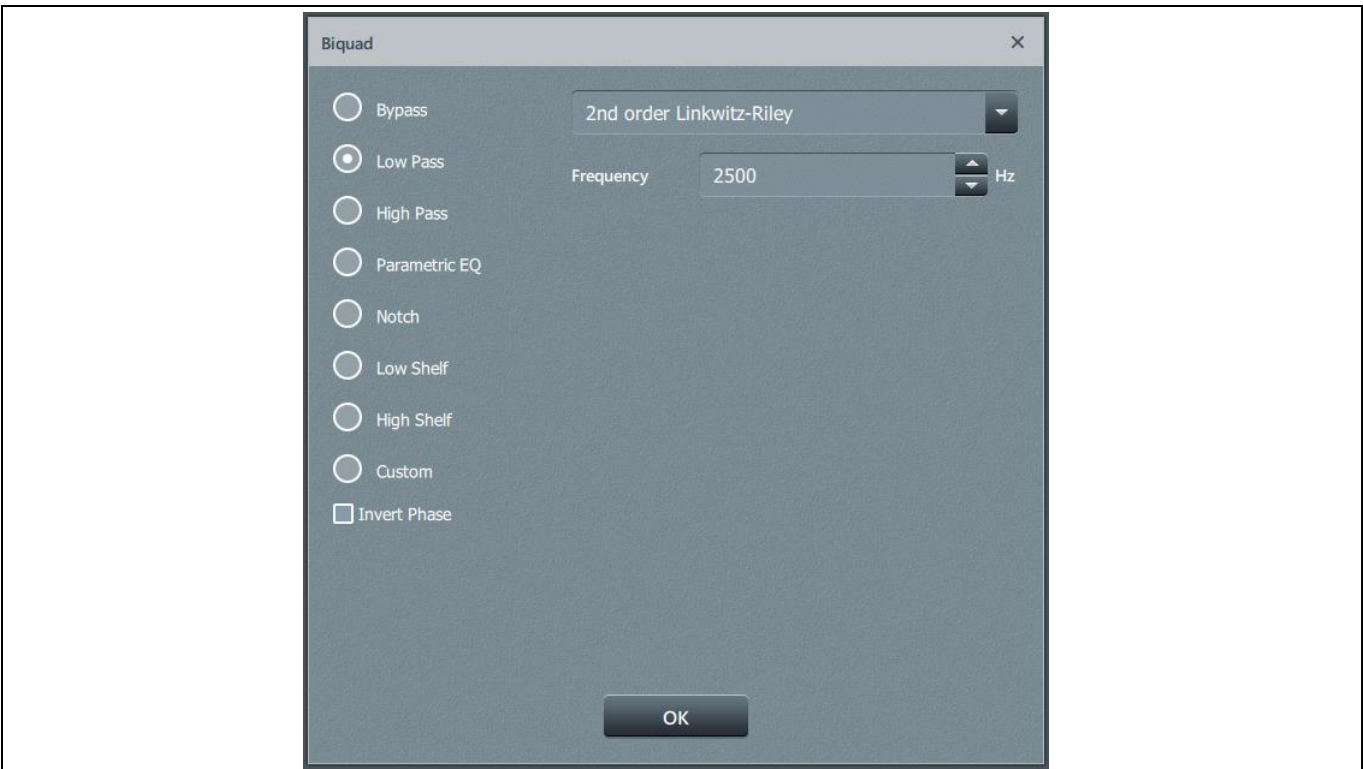 Biquad
Bypass
2nd order Linkwitz-Riley
Low Pass
Frequency 2500 Hz
High Pass
Parametric EQ
Notch
Low Shelf
High Shelf
Custom
Invert Phase
OK